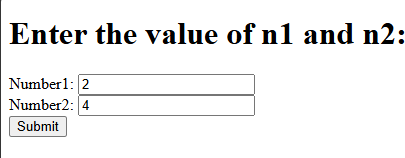 Enter the value of n1 and n2:
Number1: 2
Number2: 4
Submit